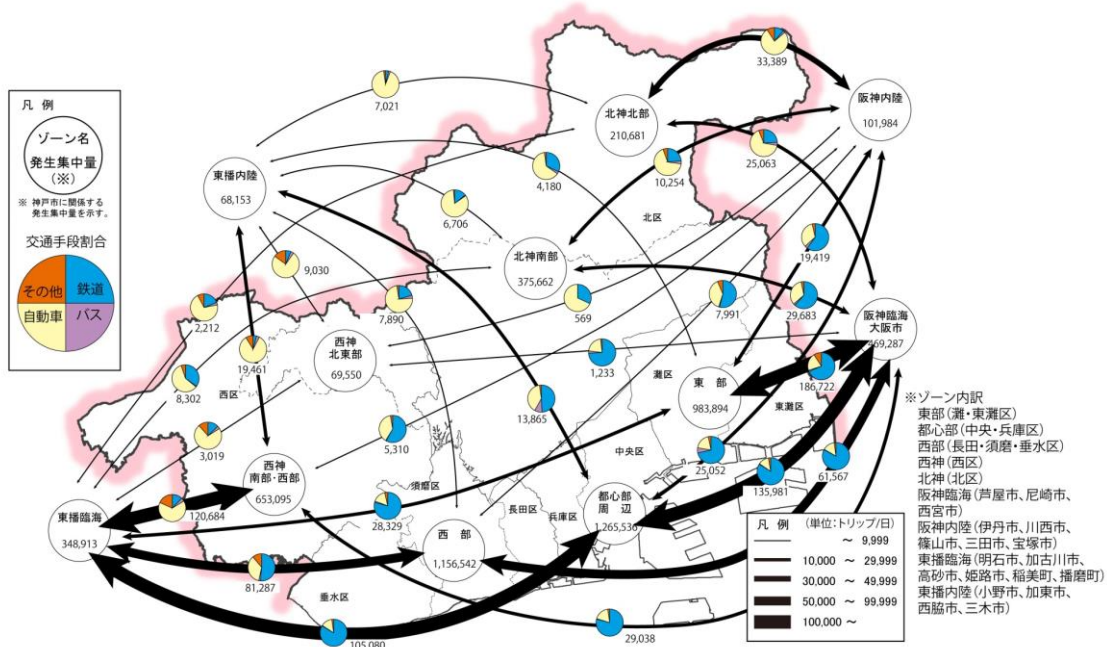 凡 例
ゾーン名
発生集中量
(※)
※ 神戸市に関係する
発生集中量を示す。
交通手段割合
その他
鉄道
自動車
バス
33,389
7,021
北神北部
210,681
阪神内陸
101,984
25,063
4,180
10,254
東播内陸
68,153
6,706
北区
19,419
北神南部
375,662
9,030
7,890
569
7,991
29,683
2,212
阪神臨海
大阪市
469,287
西神
北東部
69,550
19,461
1,233
灘区
8,302
西区
東 部
983,894
186,722
東灘区
13,865
3,019
5,310
中央区
25,052
61,567
135,981
西神
南部・西部
653,095
須磨区
都心部
周 辺
1,265,530
長田区
兵庫区
28,329
120,684
東播臨海
348,913
西 部
1,156,542
81,287
垂水区
105,080
29,038
※ゾーン内訳
東部(灘・東灘区)
都心部(中央・兵庫区)
西部(長田・須磨・垂水区)
西神(西区)
北神(北区)
阪神臨海(芦屋市、尼崎市、
西宮市)
阪神内陸(伊丹市、川西市、
篠山市、三田市、宝塚市)
東播臨海(明石市、加古川市、
高砂市、姫路市、稲美町、播磨町)
東播内陸(小野市、加東市、
西脇市、三木市)
凡 例 (単位:トリップ/日)
～ 9,999
10,000 ～ 29,999
30,000 ～ 49,999
50,000 ～ 99,999
100,000 ～